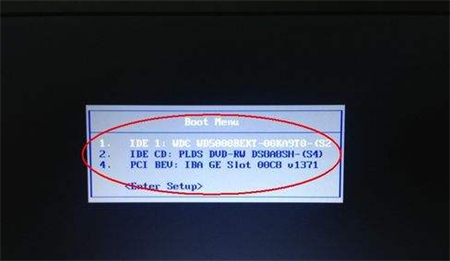 Boot Menu
1. IDE 1: WDC WD5000BEKT-00KA9T0-(S2
2. IDE CD: PLDS DVD-RW DS8A8SH-(S4)
4. PCI BEV: IBA GE Slot 00C8 v1371
<Enter Setup>